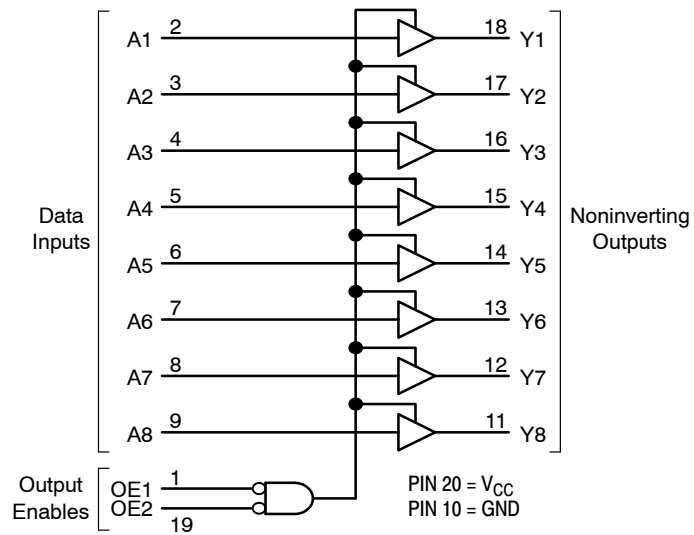 A1 2 18 Y1
A2 3 17 Y2
A3 4 16 Y3
A4 5 15 Y4
Data
Inputs
Noninverting
Outputs
A5 6 14 Y5
A6 7 13 Y6
A7 8 12 Y7
A8 9 11 Y8
Output
Enables
OE1 1
OE2 19
PIN 20 = VCC
PIN 10 = GND